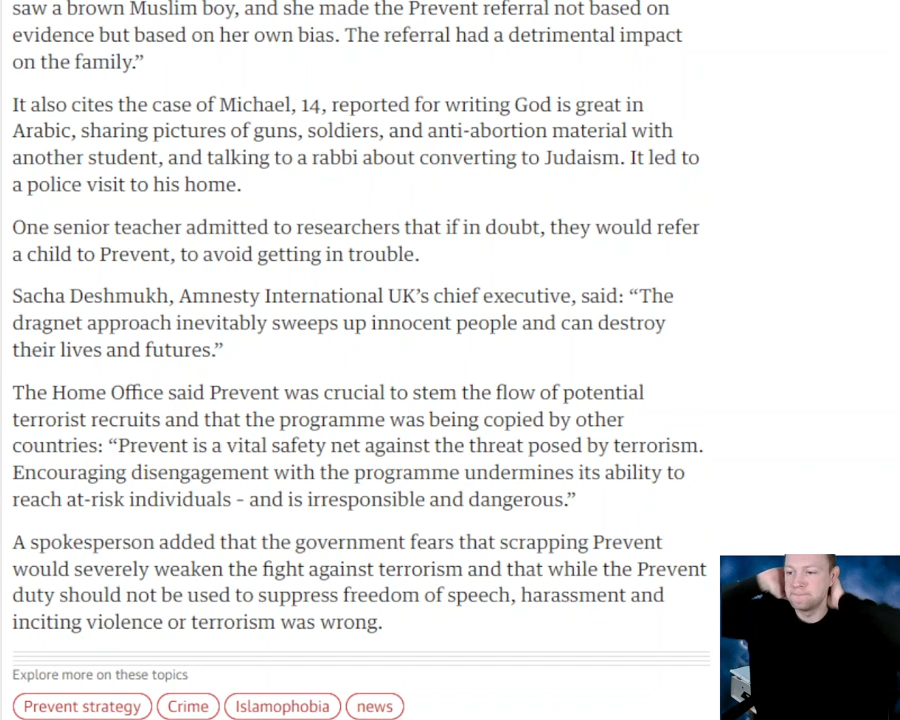 saw a brown Muslim boy, and she made the Prevent referral not based on
evidence but based on her own bias. The referral had a detrimental impact
on the family.”
It also cites the case of Michael, 14, reported for writing God is great in
Arabic, sharing pictures of guns, soldiers, and anti-abortion material with
another student, and talking to a rabbi about converting to Judaism. It led to
a police visit to his home.
One senior teacher admitted to researchers that if in doubt, they would refer
a child to Prevent, to avoid getting in trouble.
Sacha Deshmukh, Amnesty International UK’s chief executive, said: “The
dragnet approach inevitably sweeps up innocent people and can destroy
their lives and futures.”
The Home Office said Prevent was crucial to stem the flow of potential
terrorist recruits and that the programme was being copied by other
countries: “Prevent is a vital safety net against the threat posed by terrorism.
Encouraging disengagement with the programme undermines its ability to
reach at-risk individuals – and is irresponsible and dangerous.”
A spokesperson added that the government fears that scrapping Prevent
would severely weaken the fight against terrorism and that while the Prevent
duty should not be used to suppress freedom of speech, harassment and
inciting violence or terrorism was wrong.
Explore more on these topics
Prevent strategy Crime Islamophobia news